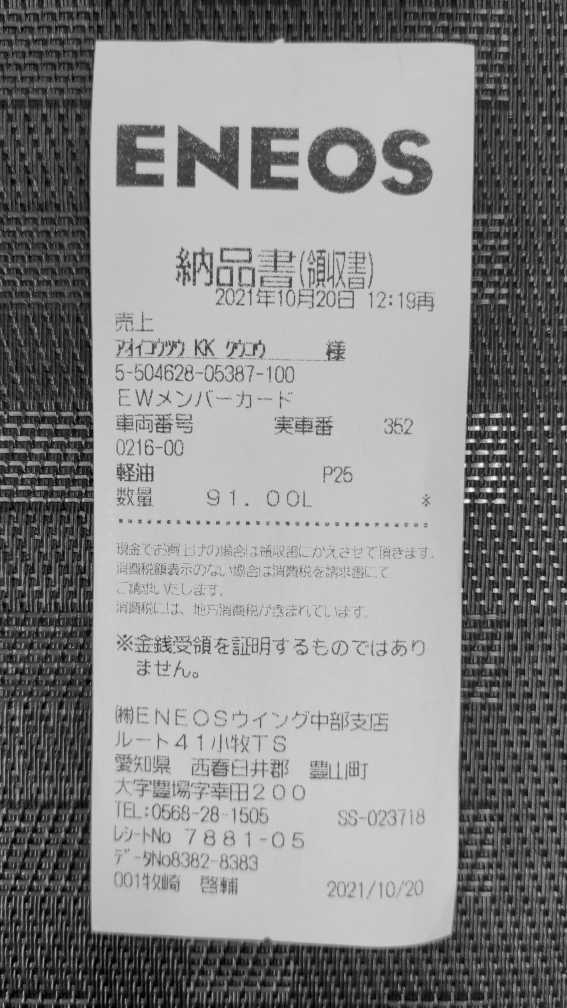 ENEOS
納品書(領収書)
2021年10月20日 12:19再
売上
ｱｵｲｺｳﾂｳ KK ｸｳｺｳ 様
5-504628-05387-100
ＥＷメンバーカード
車両番号 実車番 352
0216-00
軽油 P25
数量 ９１．００Ｌ ※
現金でお買上げの場合は領収書にかえさせて頂きます。
消費税額表示のない場合は消費税を請求書にて
ご請求いたします。
消費税には、地方消費税が含まれています。
※金銭受領を証明するものではあり
ません。
㈱ＥＮＥＯＳウイング中部支店
ルート４１小牧ＴＳ
愛知県 西春日井郡 豊山町
大字豊場字幸田２００
TEL:0568-28-1505 SS-023718
ﾚｼｰﾄNo ７８８１-０５
ﾃﾞｰﾀNo8382-8383
001牧崎 啓輔 2021/10/20